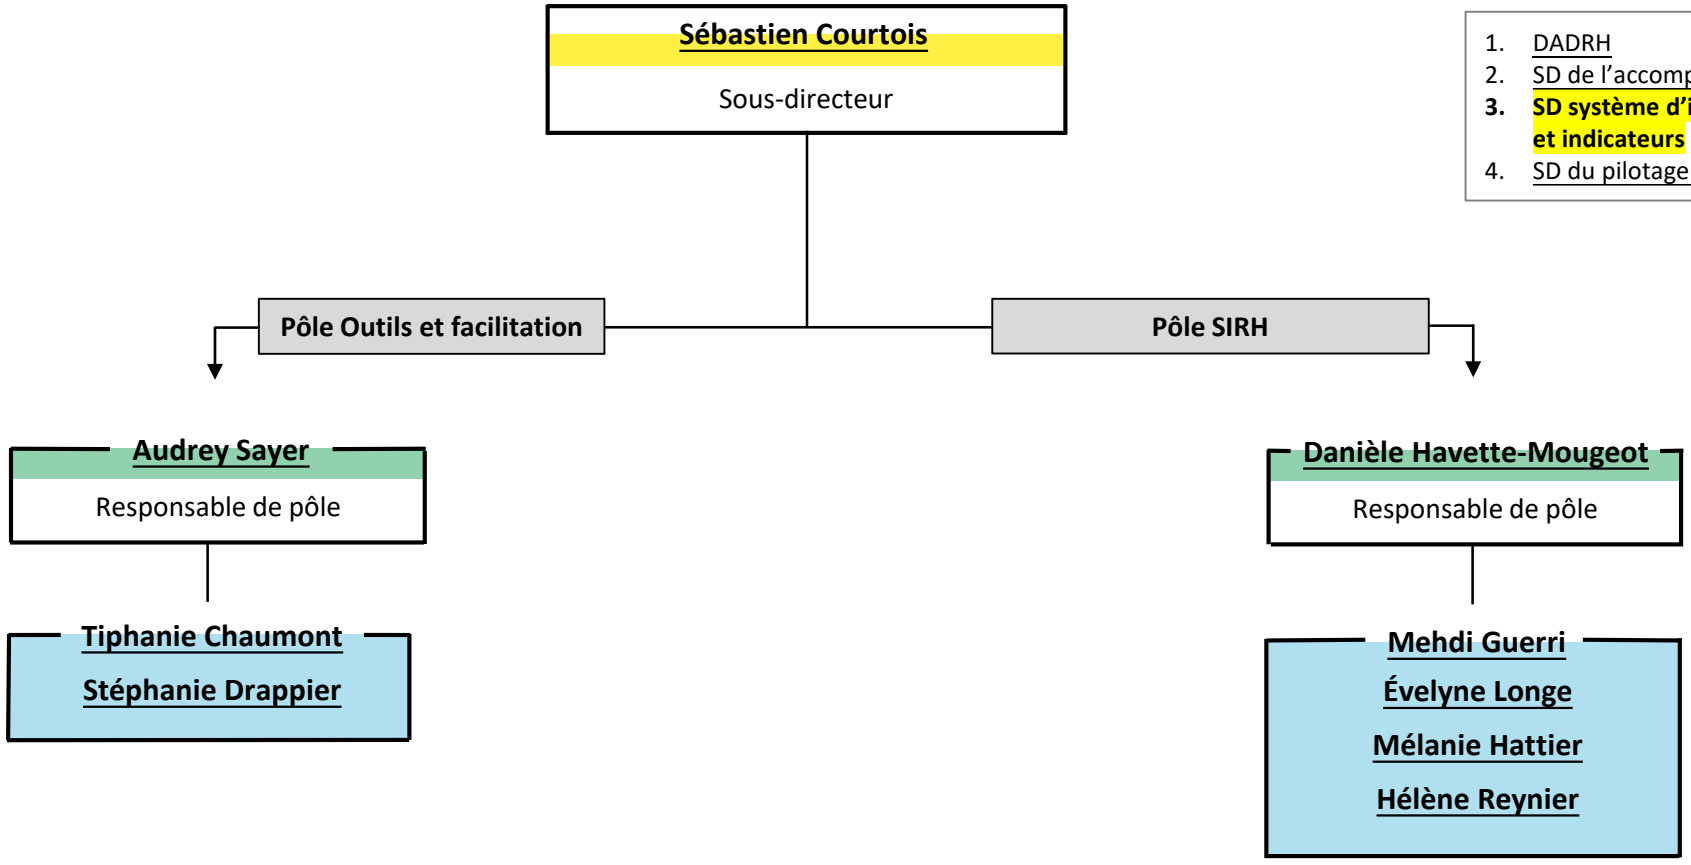 Sébastien Courtois
Sous-directeur
1. DADRH
2. SD de l'accomp
3. SD système d'i
et indicateurs
4. SD du pilotage
Pôle Outils et facilitation
Pôle SIRH
Audrey Sayer
Responsable de pôle
Danièle Havette-Mougeot
Responsable de pôle
Tiphanie Chaumont
Stéphanie Drappier
Mehdi Guerri
Évelyne Longe
Mélanie Hattier
Hélène Reynier